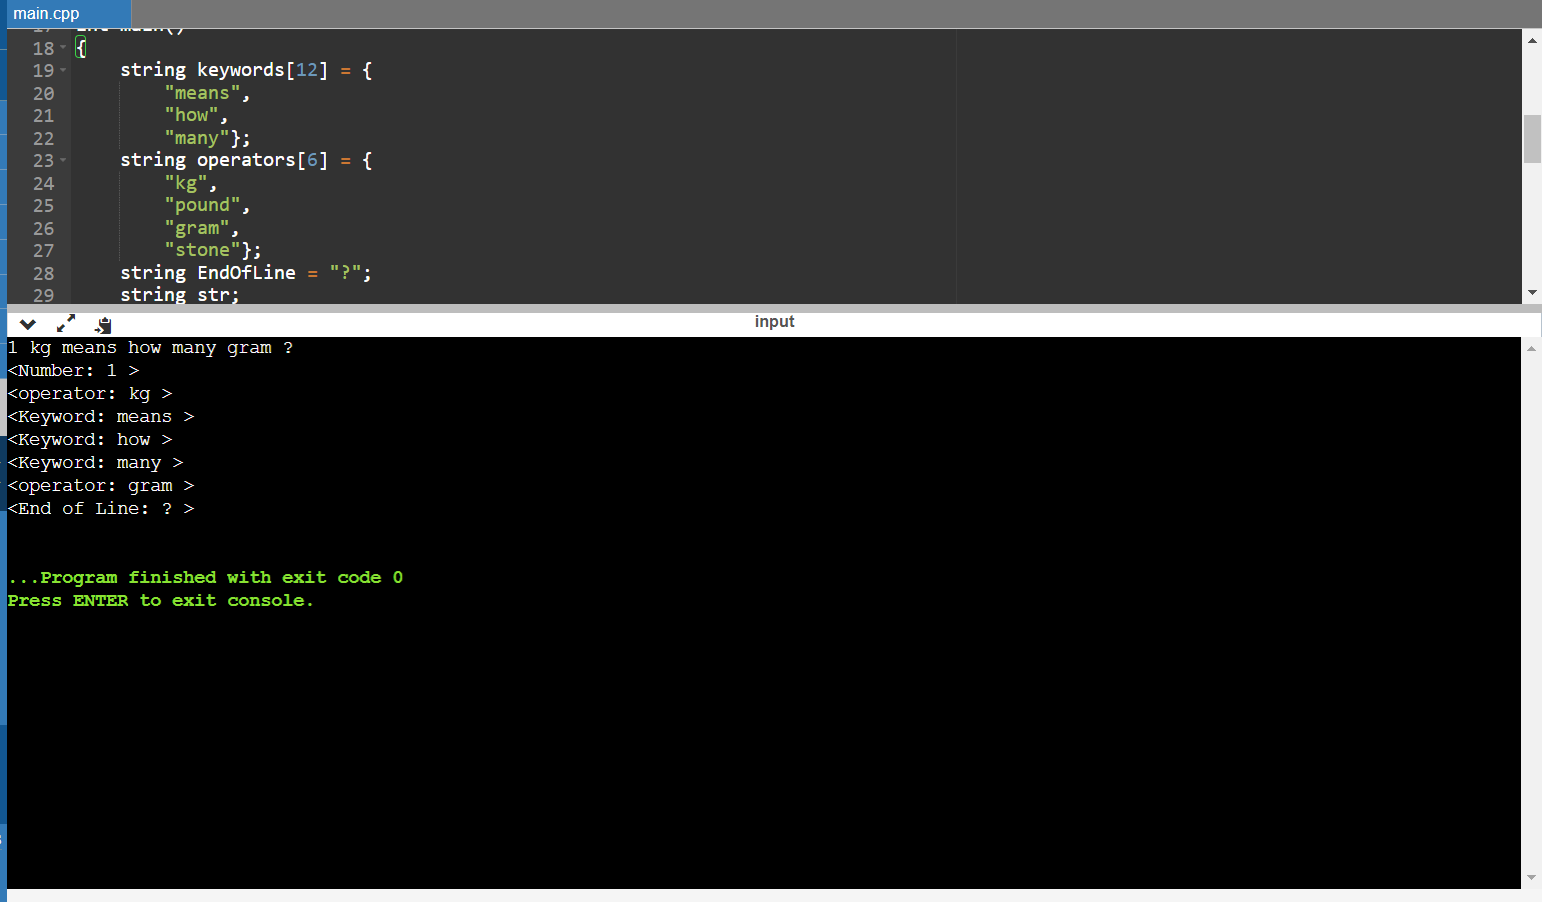 main.cpp
17 int main()
18 {
19 string keywords[12] = {
20 "means",
21 "how",
22 "many"};
23 string operators[6] = {
24 "kg",
25 "pound",
26 "gram",
27 "stone"};
28 string EndOfLine = "?";
29 string str;
input
1 kg means how many gram ?
<Number: 1 >
<operator: kg >
<Keyword: means >
<Keyword: how >
<Keyword: many >
<operator: gram >
<End of Line: ? >
...Program finished with exit code 0
Press ENTER to exit console.